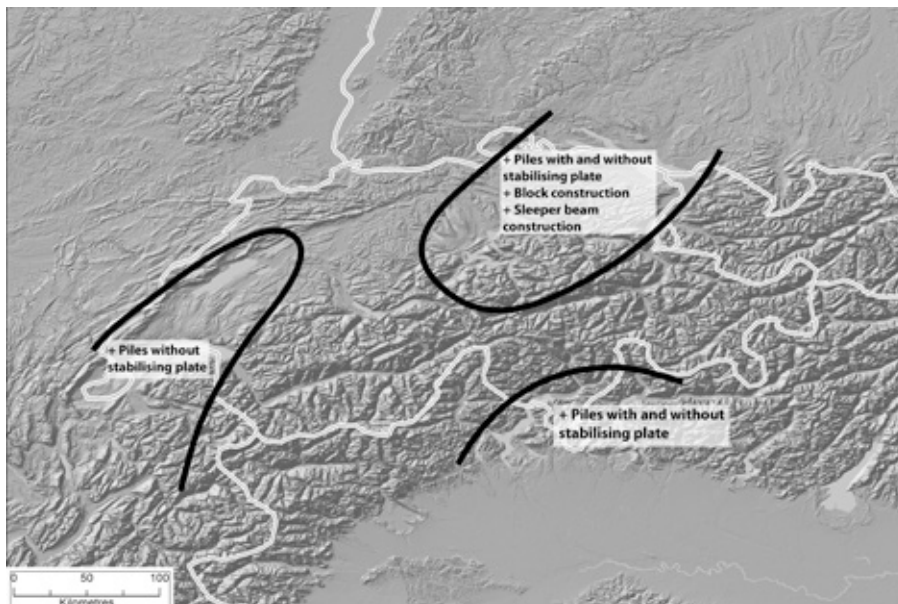 + Piles with and without
stabilising plate
+ Block construction
+ Sleeper beam
construction
+ Piles without
stabilising plate
+ Piles with and without
stabilising plate
0 50 100
Kilometres